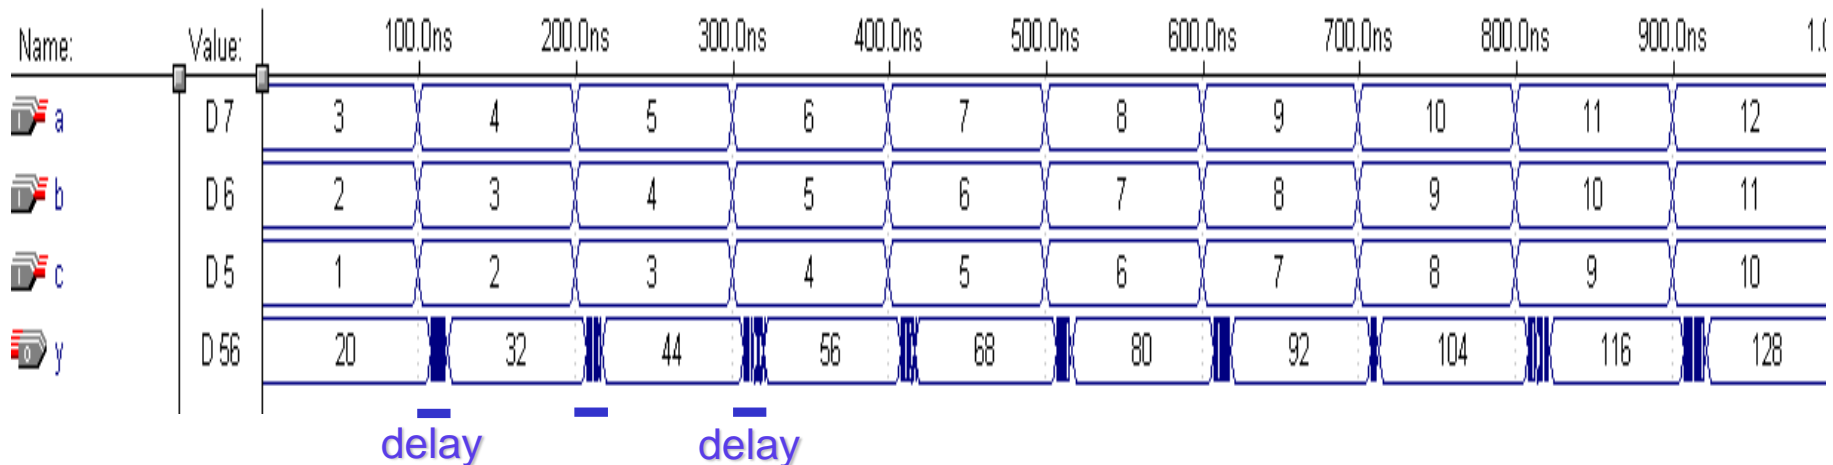 Name: Value: 100.0ns 200.0ns 300.0ns 400.0ns 500.0ns 600.0ns 700.0ns 800.0ns 900.0ns 1.0
a D 7 3 4 5 6 7 8 9 10 11 12
b D 6 2 3 4 5 6 7 8 9 10 11
c D 5 1 2 3 4 5 6 7 8 9 10
y D 56 20 32 44 56 68 80 92 104 116 128
delay delay